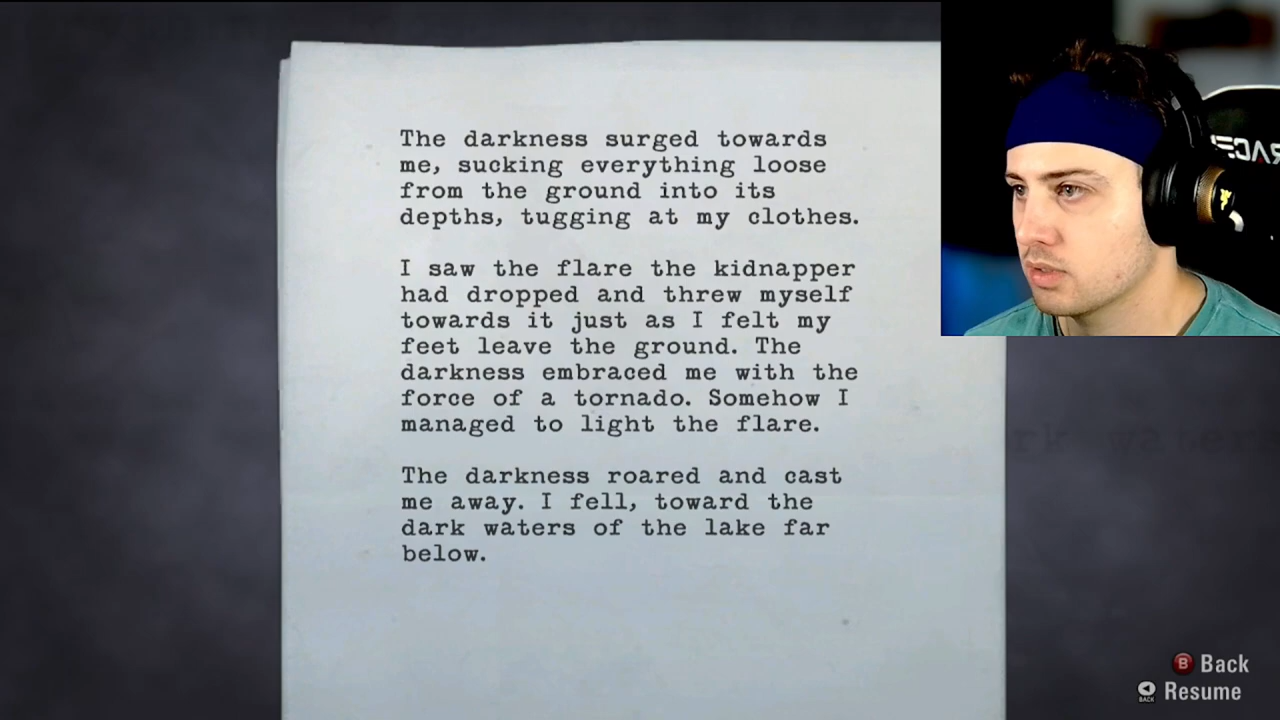 The darkness surged towards
me, sucking everything loose
from the ground into its
depths, tugging at my clothes.
I saw the flare the kidnapper
had dropped and threw myself
towards it just as I felt my
feet leave the ground. The
darkness embraced me with the
force of a tornado. Somehow I
managed to light the flare.
The darkness roared and cast
me away. I fell, toward the
dark waters of the lake far
below.
B Back
BACK Resume